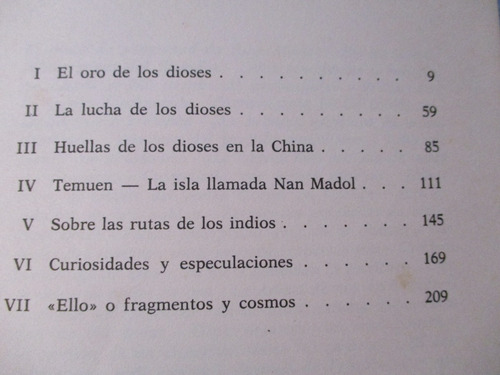 I El oro de los dioses . . . . . . . . . . 9
II La lucha de los dioses . . . . . . . . . 59
III Huellas de los dioses en la China . . . . . 85
IV Temuen — La isla llamada Nan Madol . . . 111
V Sobre las rutas de los indios . . . . . . 145
VI Curiosidades y especulaciones . . . . . . 169
VII «Ello» o fragmentos y cosmos . . . . . . 209